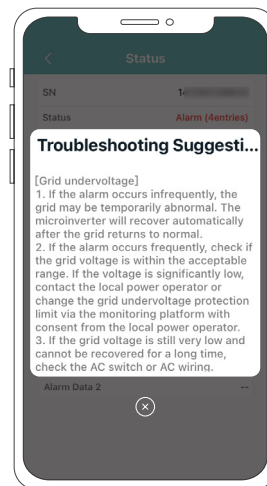 Status
SN 14
Status Alarm (4entries)
Troubleshooting Suggesti...
[Grid undervoltage]
1. If the alarm occurs infrequently, the
grid may be temporarily abnormal. The
microinverter will recover automatically
after the grid returns to normal.
2. If the alarm occurs frequently, check if
the grid voltage is within the acceptable
range. If the voltage is significantly low,
contact the local power operator or
change the grid undervoltage protection
limit via the monitoring platform with
consent from the local power operator.
3. If the grid voltage is still very low and
cannot be recovered for a long time,
check the AC switch or AC wiring.
Alarm Data 2 --